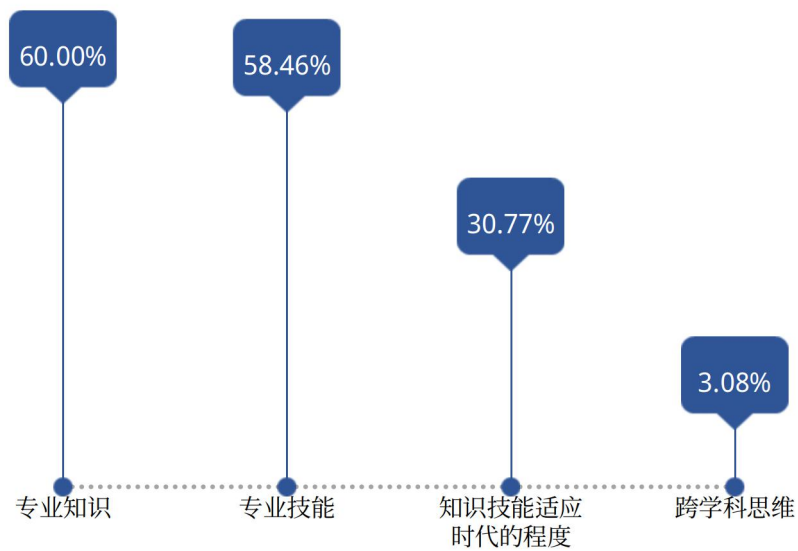 60.00%
58.46%
30.77%
3.08%
专业知识
专业技能
知识技能适应
时代的程度
跨学科思维